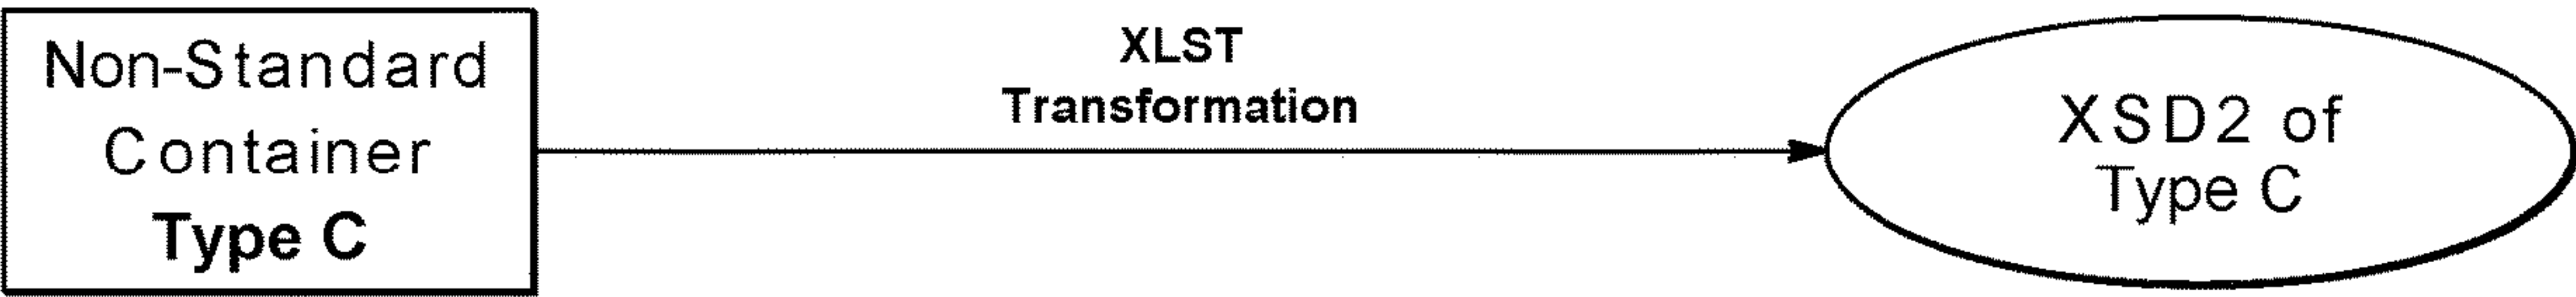 Non-Standard
Container
Type C
XLST
Transformation
XSD2 of
Type C